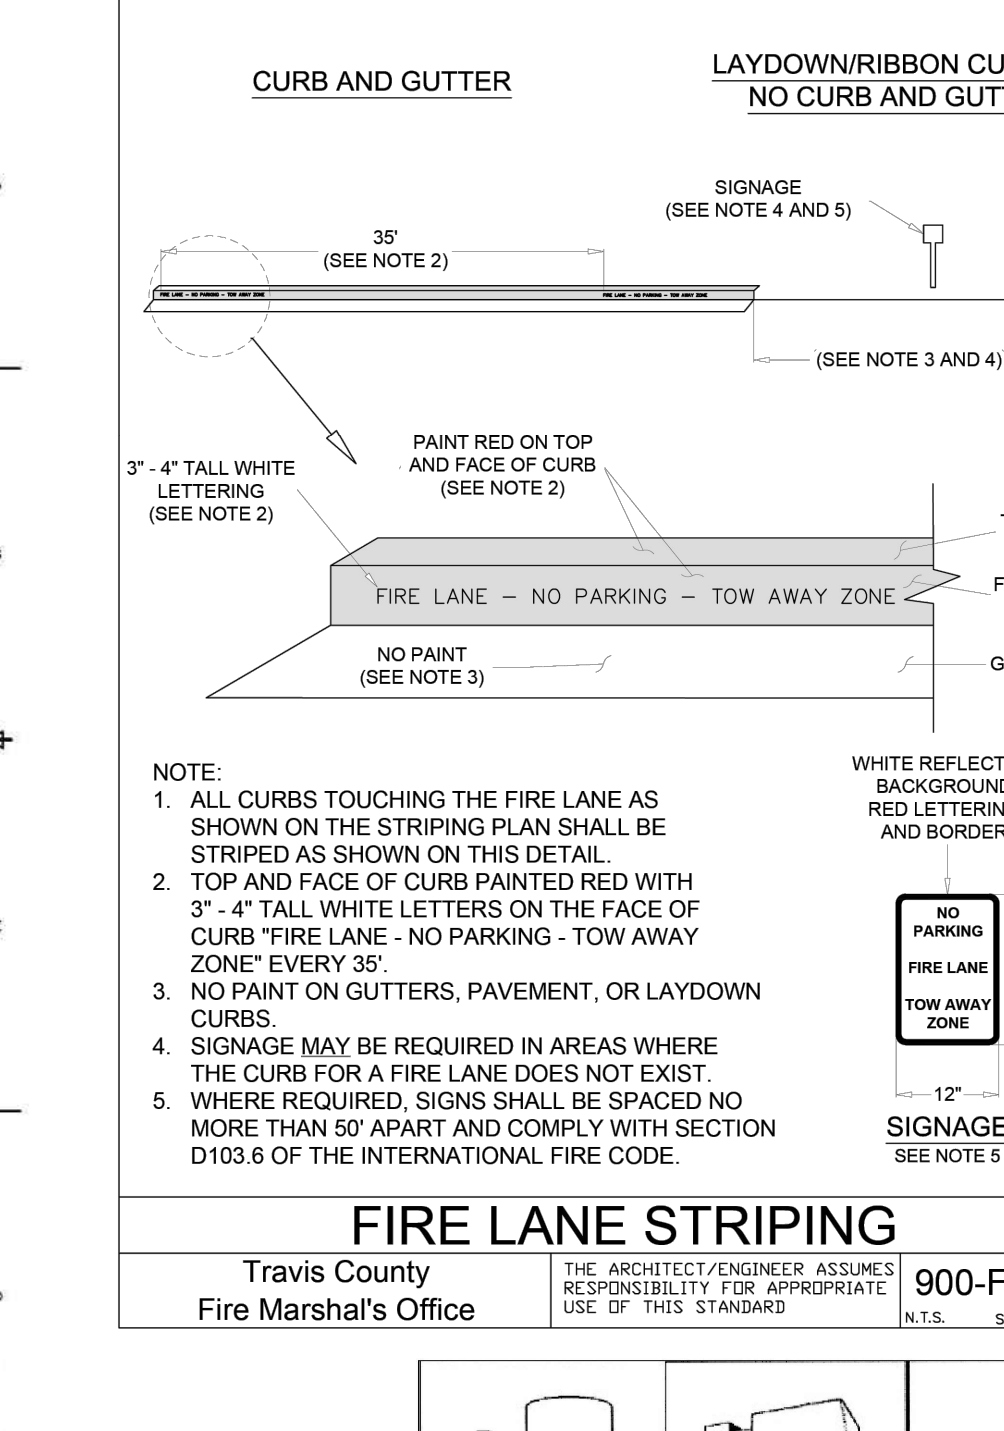 CURB AND GUTTER
LAYDOWN/RIBBON
NO CURB AND
SIGNAGE
(SEE NOTE 4 AND 5)
35'
(SEE NOTE 2)
FIRE LANE - NO PARKING - TOW AWAY ZONE
FIRE LANE - NO PARKING - TOW AWAY ZONE
(SEE NOTE 3 AND 4)
PAINT RED ON TOP
AND FACE OF CURB
(SEE NOTE 2)
3" - 4" TALL WHITE
LETTERING
(SEE NOTE 2)
FIRE LANE - NO PARKING - TOW AWAY ZONE
NO PAINT
(SEE NOTE 3)
NOTE:
1. ALL CURBS TOUCHING THE FIRE LANE AS
SHOWN ON THE STRIPING PLAN SHALL BE
STRIPED AS SHOWN ON THIS DETAIL.
2. TOP AND FACE OF CURB PAINTED RED WITH
3" - 4" TALL WHITE LETTERS ON THE FACE OF
CURB "FIRE LANE - NO PARKING - TOW AWAY
ZONE" EVERY 35'.
3. NO PAINT ON GUTTERS, PAVEMENT, OR LAYDOWN
CURBS.
4. SIGNAGE MAY BE REQUIRED IN AREAS WHERE
THE CURB FOR A FIRE LANE DOES NOT EXIST.
5. WHERE REQUIRED, SIGNS SHALL BE SPACED NO
MORE THAN 50' APART AND COMPLY WITH SECTION
D103.6 OF THE INTERNATIONAL FIRE CODE.
WHITE
BACKGROUND
RED
AND BORDER
NO
PARKING
FIRE LANE
TOW AWAY
ZONE
12"
SIGNAGE
SEE NOTE 5
FIRE LANE STRIPING
Travis County
Fire Marshal's Office
THE ARCHITECT/ENGINEER ASSUMES
RESPONSIBILITY FOR APPROPRIATE
USE OF THIS STANDARD
900-F
N.T.S.